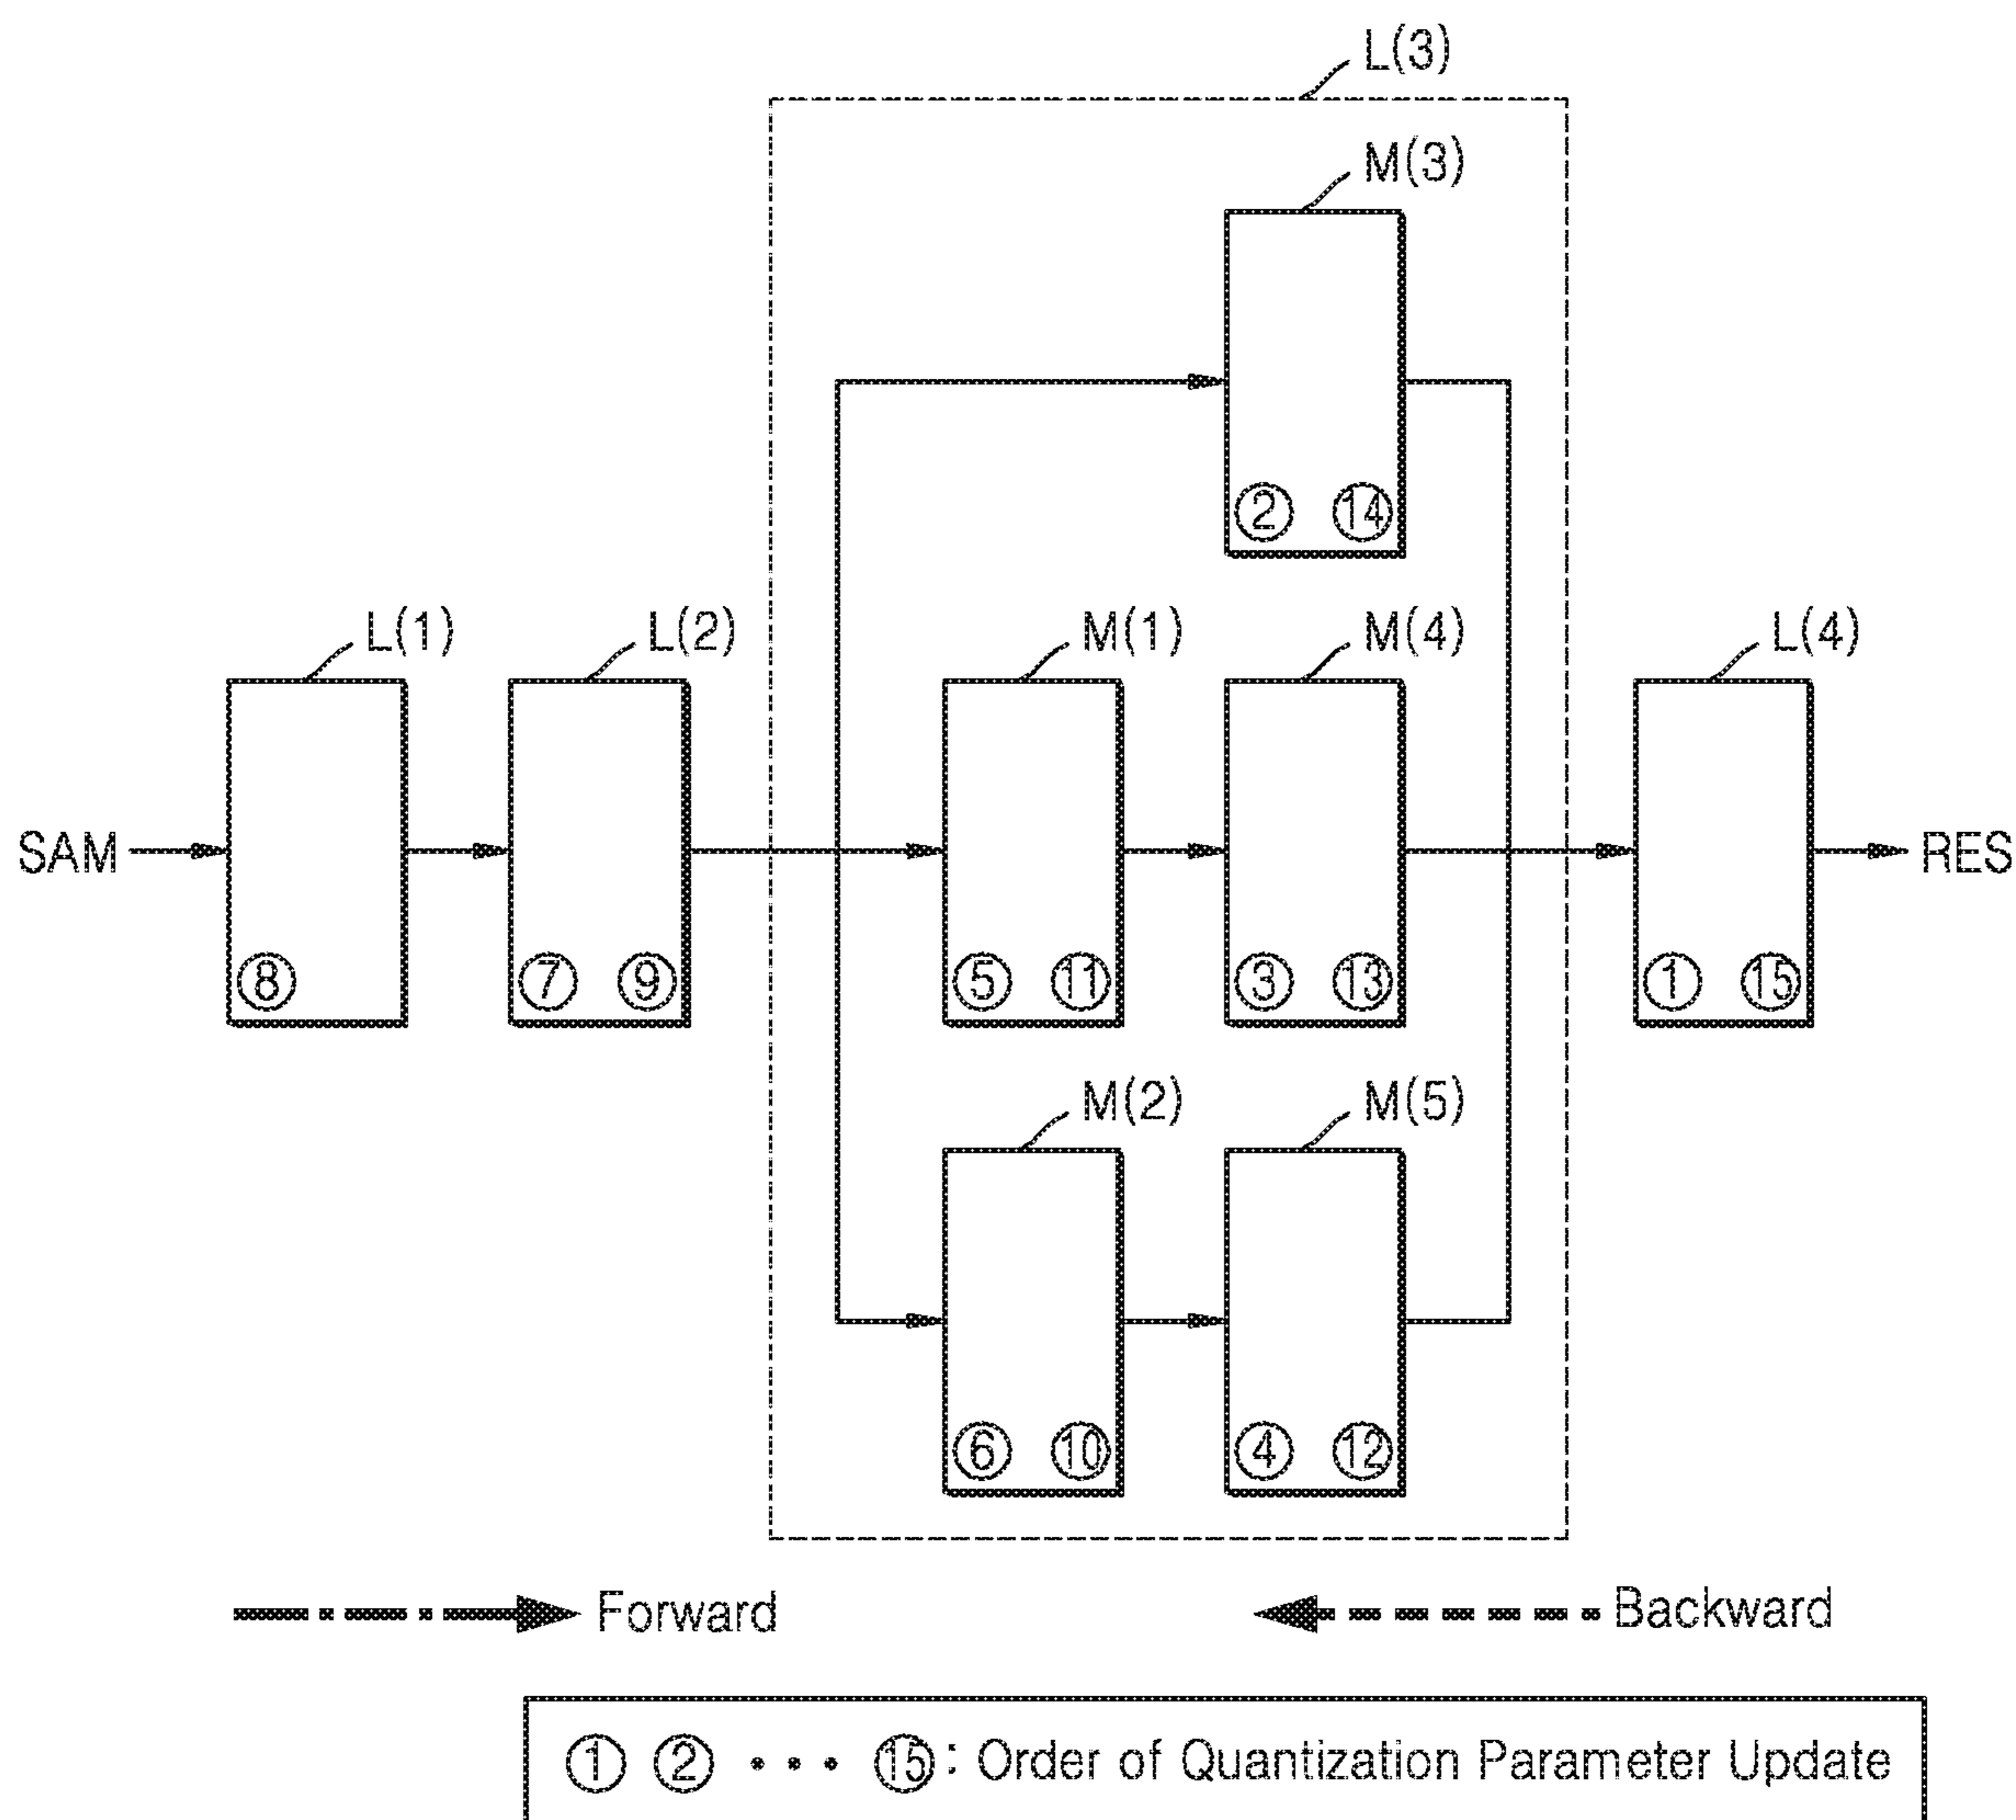 L(3)
M(3)
② ⑭
L(1) L(2) M(1) M(4) L(4)
SAM RES
⑧ ⑦ ⑨ ⑤ ⑪ ③ ⑬ ① ⑮
M(2) M(5)
⑥ ⑩ ④ ⑫
Forward Backward
① ② • • • ⑮ : Order of Quantization Parameter Update